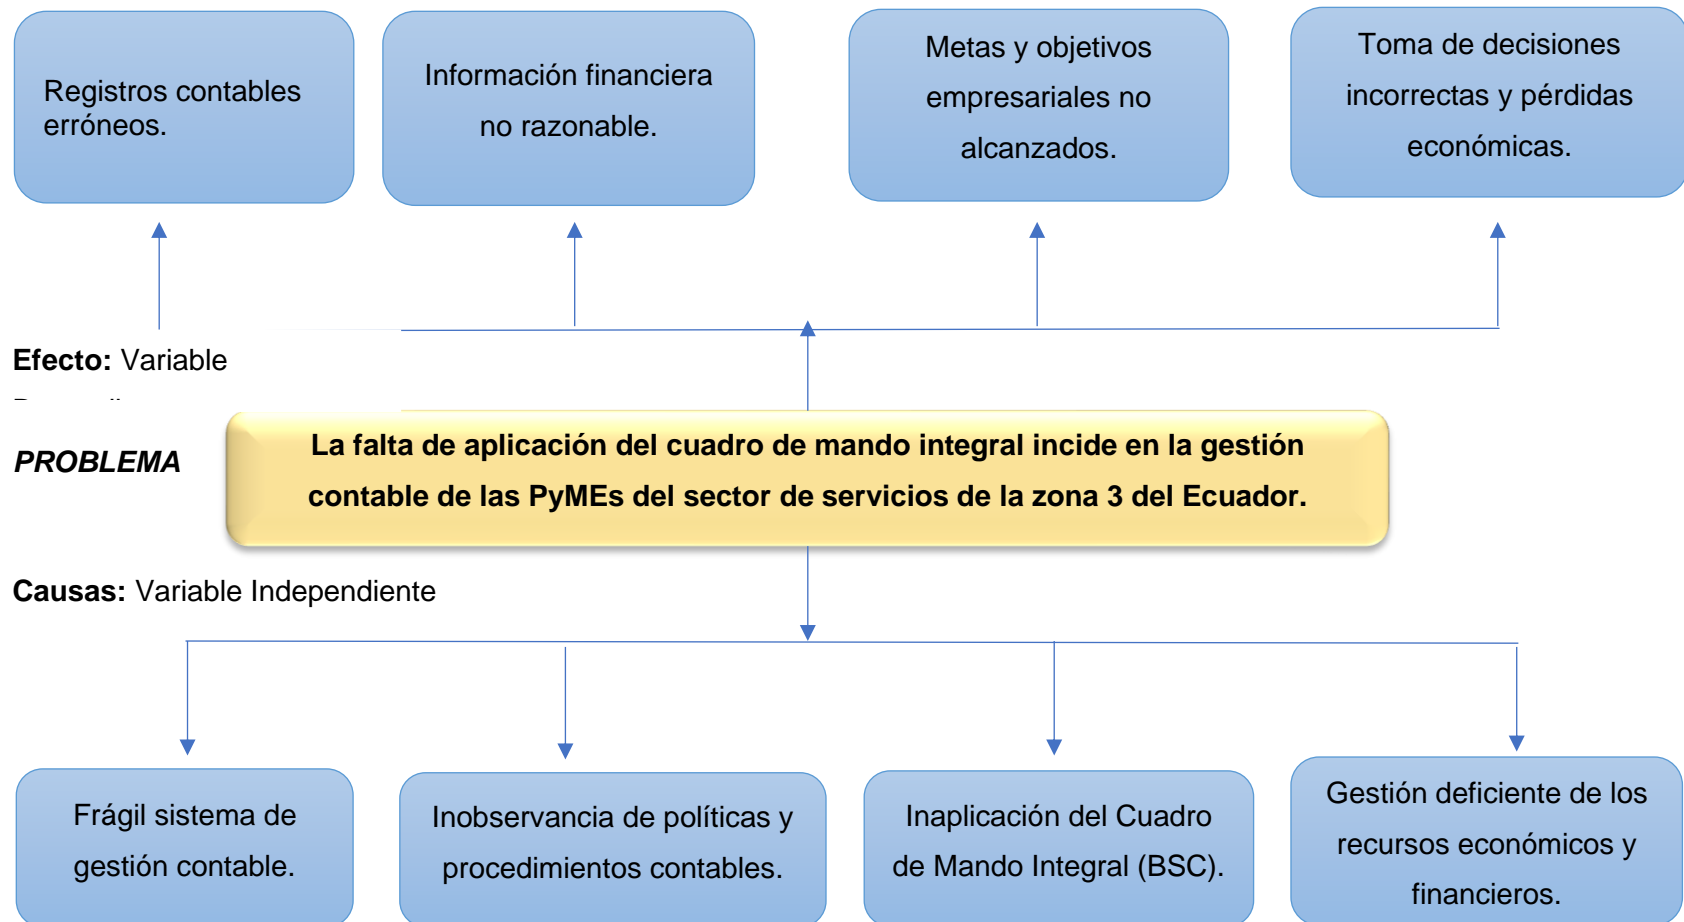 Registros contables
erróneos.
Información financiera
no razonable.
Metas y objetivos
empresariales no
alcanzados.
Toma de decisiones
incorrectas y pérdidas
económicas.
Efecto: Variable
PROBLEMA
La falta de aplicación del cuadro de mando integral incide en la gestión
contable de las PyMEs del sector de servicios de la zona 3 del Ecuador.
Causas: Variable Independiente
Frágil sistema de
gestión contable.
Inobservancia de políticas y
procedimientos contables.
Inaplicación del Cuadro
de Mando Integral (BSC).
Gestión deficiente de los
recursos económicos y
financieros.